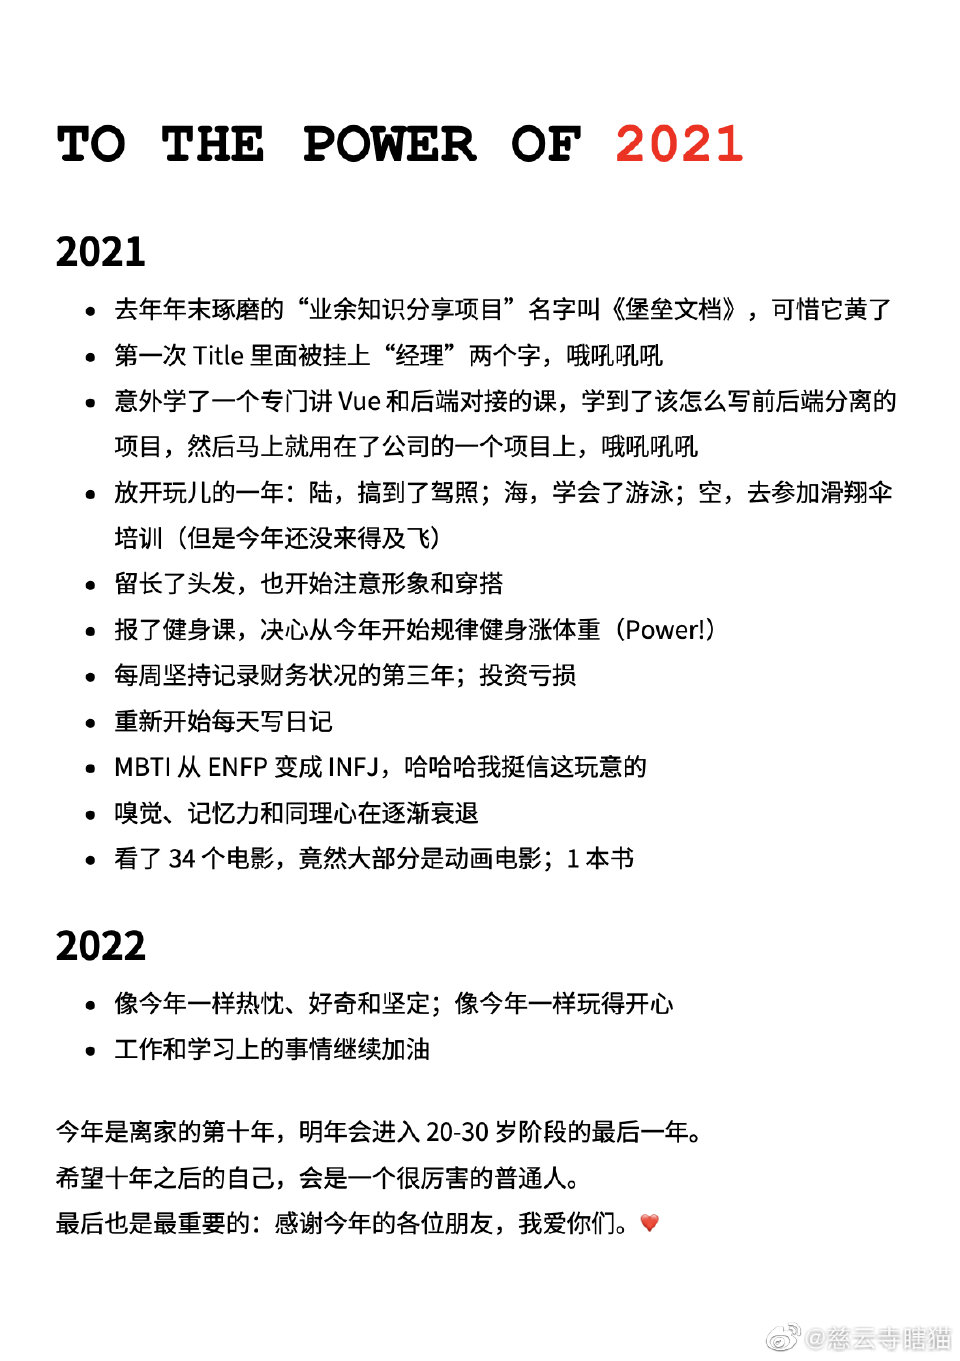 TO THE POWER OF 2021
2021
• 去年年末琢磨的“业余知识分享项目”名字叫《堡垒文档》，可惜它黄了
• 第一次 Title 里面被挂上“经理”两个字，哦吼吼吼
• 意外学了一个专门讲 Vue 和后端对接的课，学到了该怎么写前后端分离的
项目，然后马上就用在了公司的一个项目上，哦吼吼吼
• 放开玩儿的一年：陆，搞到了驾照；海，学会了游泳；空，去参加滑翔伞
培训（但是今年还没来得及飞）
• 留长了头发，也开始注意形象和穿搭
• 报了健身课，决心从今年开始规律健身涨体重（Power!）
• 每周坚持记录财务状况的第三年；投资亏损
• 重新开始每天写日记
• MBTI 从 ENFP 变成 INFJ，哈哈哈我挺信这玩意的
• 嗅觉、记忆力和同理心在逐渐衰退
• 看了 34 个电影，竟然大部分是动画电影；1 本书
2022
• 像今年一样热忱、好奇和坚定；像今年一样玩得开心
• 工作和学习上的事情继续加油
今年是离家的第十年，明年会进入 20-30 岁阶段的最后一年。
希望十年之后的自己，会是一个很厉害的普通人。
最后也是最重要的：感谢今年的各位朋友，我爱你们。❤️
@慈云寺瞎猫